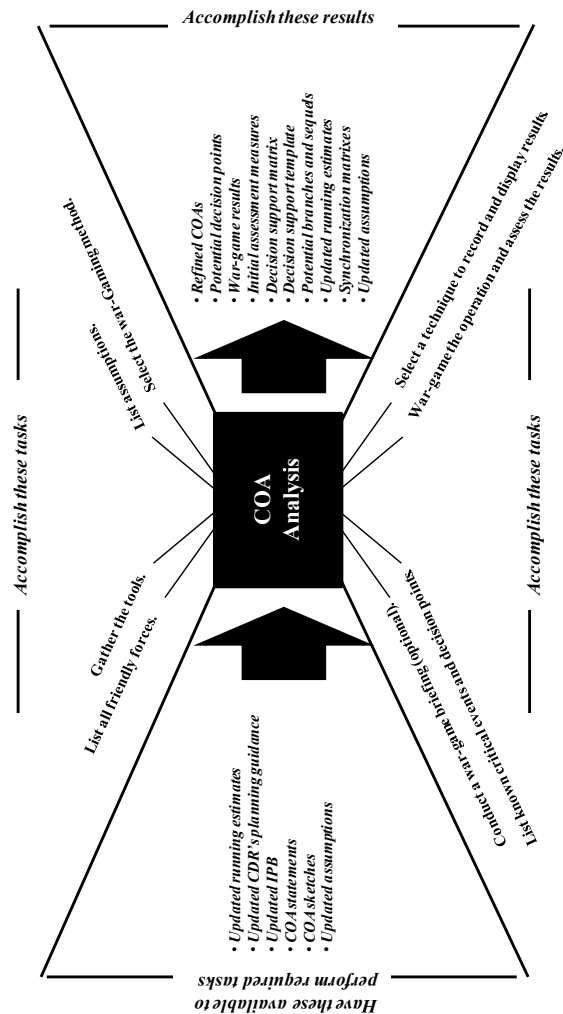 Have these available to
perform required tasks
• Updated running estimates
• Updated CDR's planning guidance
• Updated IPB
• COA statements
• COA sketches
• Updated assumptions
Accomplish these tasks
Gather the tools.
List all friendly forces.
List assumptions.
Select the war-Gaming method.
COA
Analysis
Conduct a war-game briefing (optional).
List known critical events and decision points.
Select a technique to record and display results.
War-game the operation and assess the results.
Accomplish these tasks
• Refined COAs
• Potential decision points
• War-game results
• Initial assessment measures
• Decision support matrix
• Decision support template
• Potential branches and sequels
• Updated running estimates
• Synchronization matrixes
• Updated assumptions
Accomplish these results